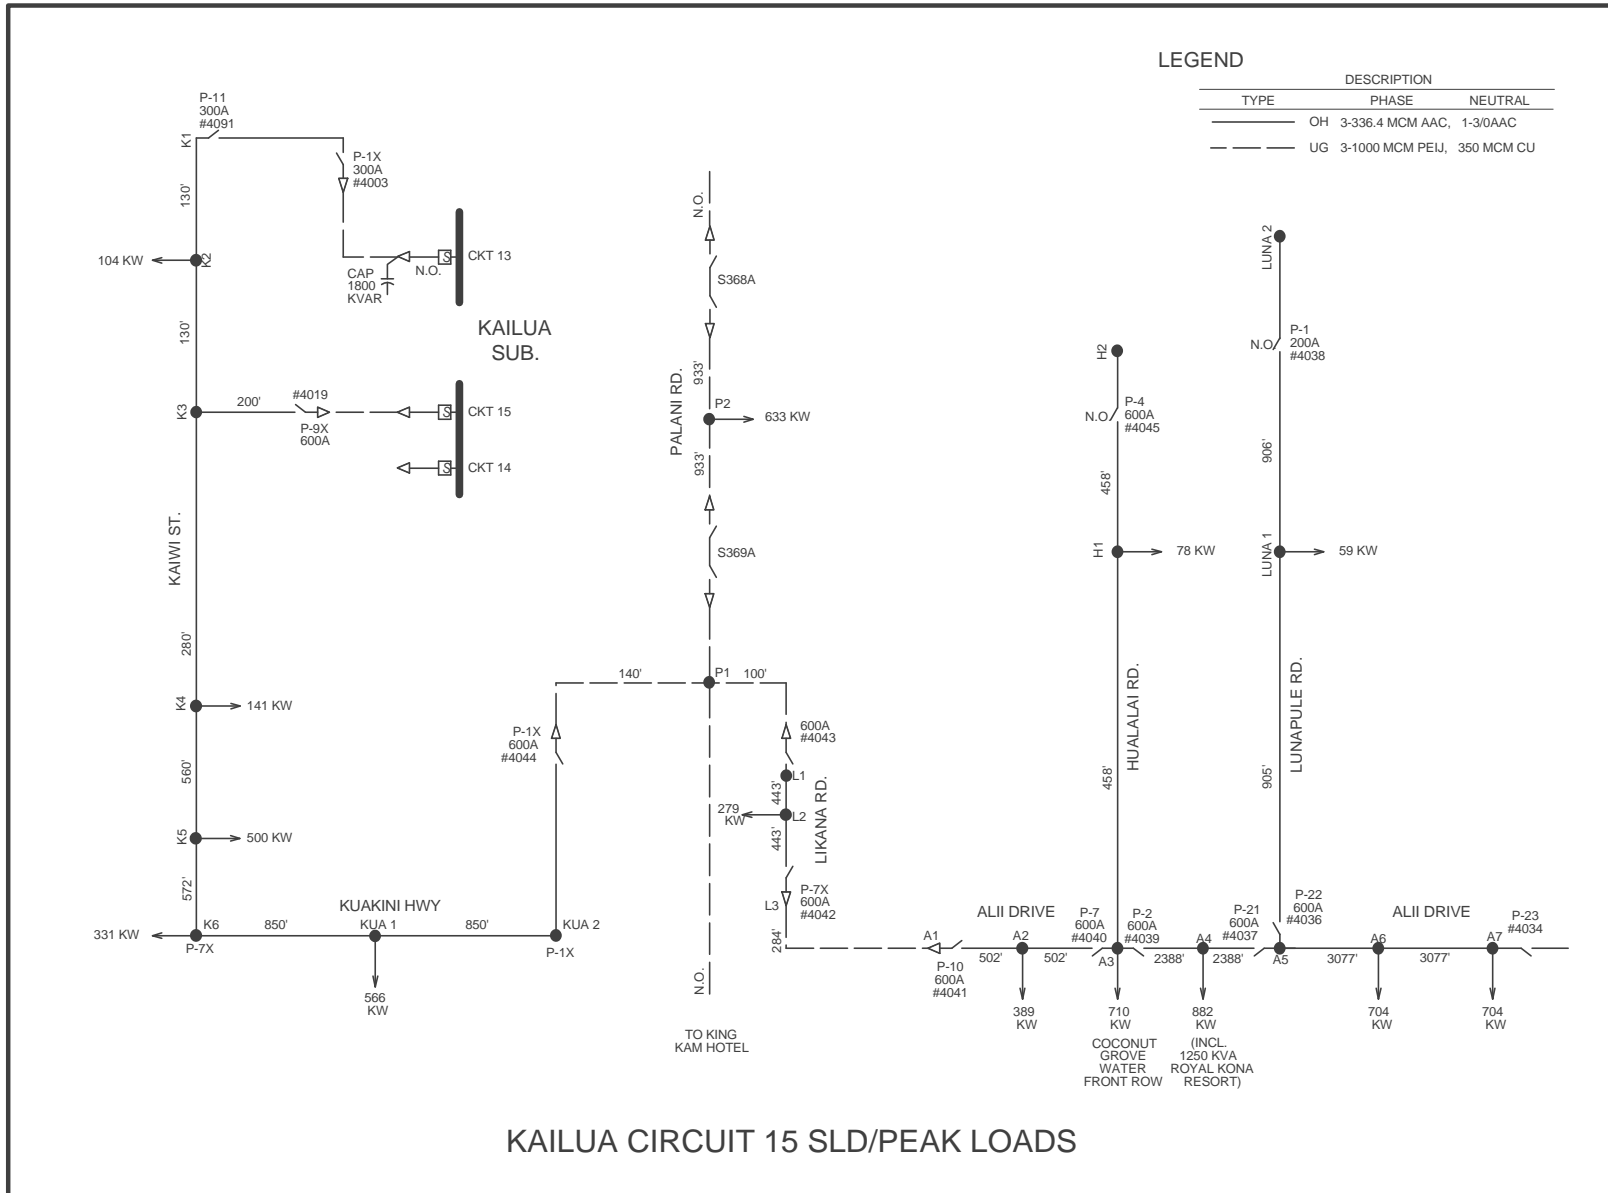 LEGEND
DESCRIPTION
TYPE PHASE NEUTRAL
OH 3-336.4 MCM AAC, 1-3/0AAC
UG 3-1000 MCM PEIJ, 350 MCM CU
P-11
300A
#4091
K1
P-1X
300A
#4003
130'
104 KW
K2
CAP
1800
KVAR
N.O.
S
CKT 13
KAILUA
SUB.
130'
K3
200'
#4019
P-9X
600A
S
CKT 15
S
CKT 14
KAIWI ST.
280'
K4
141 KW
560'
K5
500 KW
572'
331 KW
K6
P-7X
850'
KUAKINI HWY
KUA 1
850'
566
KW
KUA 2
P-1X
P-1X
600A
#4044
140'
P1
100'
N.O.
S368A
933'
PALANI RD.
P2
633 KW
933'
S369A
600A
#4043
L1
443'
279
KW
L2
443'
LIKANA RD.
P-7X
600A
#4042
L3
284'
N.O.
TO KING
KAM HOTEL
A1
P-10
600A
#4041
ALII DRIVE
A2
502'
502'
389
KW
P-7
600A
#4040
A3
P-2
600A
#4039
710
KW
COCONUT
GROVE
WATER
FRONT ROW
2388'
A4
2388'
882
KW
(INCL.
1250 KVA
ROYAL KONA
RESORT)
P-21
600A
#4037
A5
P-22
600A
#4036
H2
N.O.
P-4
600A
#4045
458'
H1
78 KW
HUALALAI RD.
458'
LUNA 2
N.O.
P-1
200A
#4038
906'
LUNA 1
59 KW
LUNAPULE RD.
905'
ALII DRIVE
3077'
A6
3077'
704
KW
A7
704
KW
P-23
#4034
KAILUA CIRCUIT 15 SLD/PEAK LOADS